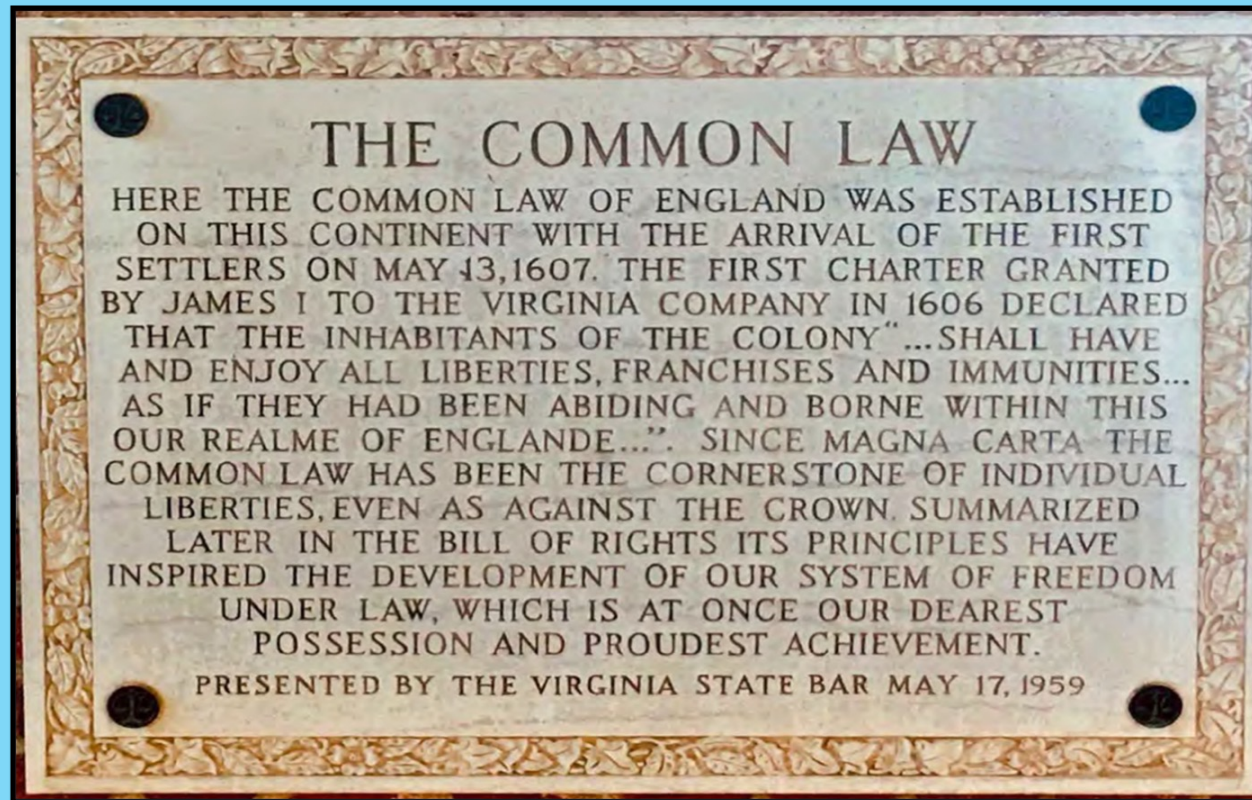 THE COMMON LAW
HERE THE COMMON LAW OF ENGLAND WAS ESTABLISHED
ON THIS CONTINENT WITH THE ARRIVAL OF THE FIRST
SETTLERS ON MAY 13, 1607. THE FIRST CHARTER GRANTED
BY JAMES I TO THE VIRGINIA COMPANY IN 1606 DECLARED
THAT THE INHABITANTS OF THE COLONY "...SHALL HAVE
AND ENJOY ALL LIBERTIES, FRANCHISES AND IMMUNITIES...
AS IF THEY HAD BEEN ABIDING AND BORNE WITHIN THIS
OUR REALME OF ENGLANDE...". SINCE MAGNA CARTA THE
COMMON LAW HAS BEEN THE CORNERSTONE OF INDIVIDUAL
LIBERTIES, EVEN AS AGAINST THE CROWN. SUMMARIZED
LATER IN THE BILL OF RIGHTS ITS PRINCIPLES HAVE
INSPIRED THE DEVELOPMENT OF OUR SYSTEM OF FREEDOM
UNDER LAW, WHICH IS AT ONCE OUR DEAREST
POSSESSION AND PROUDEST ACHIEVEMENT.
PRESENTED BY THE VIRGINIA STATE BAR MAY 17, 1959